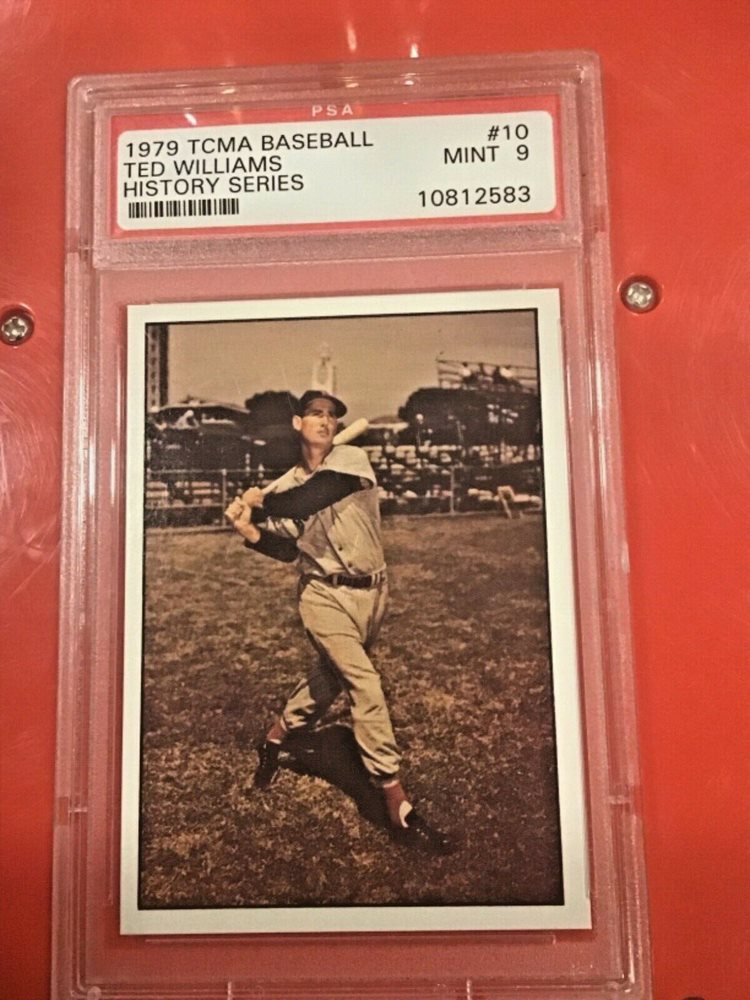 PSA
1979 TCMA BASEBALL #10
TED WILLIAMS MINT 9
HISTORY SERIES 10812583